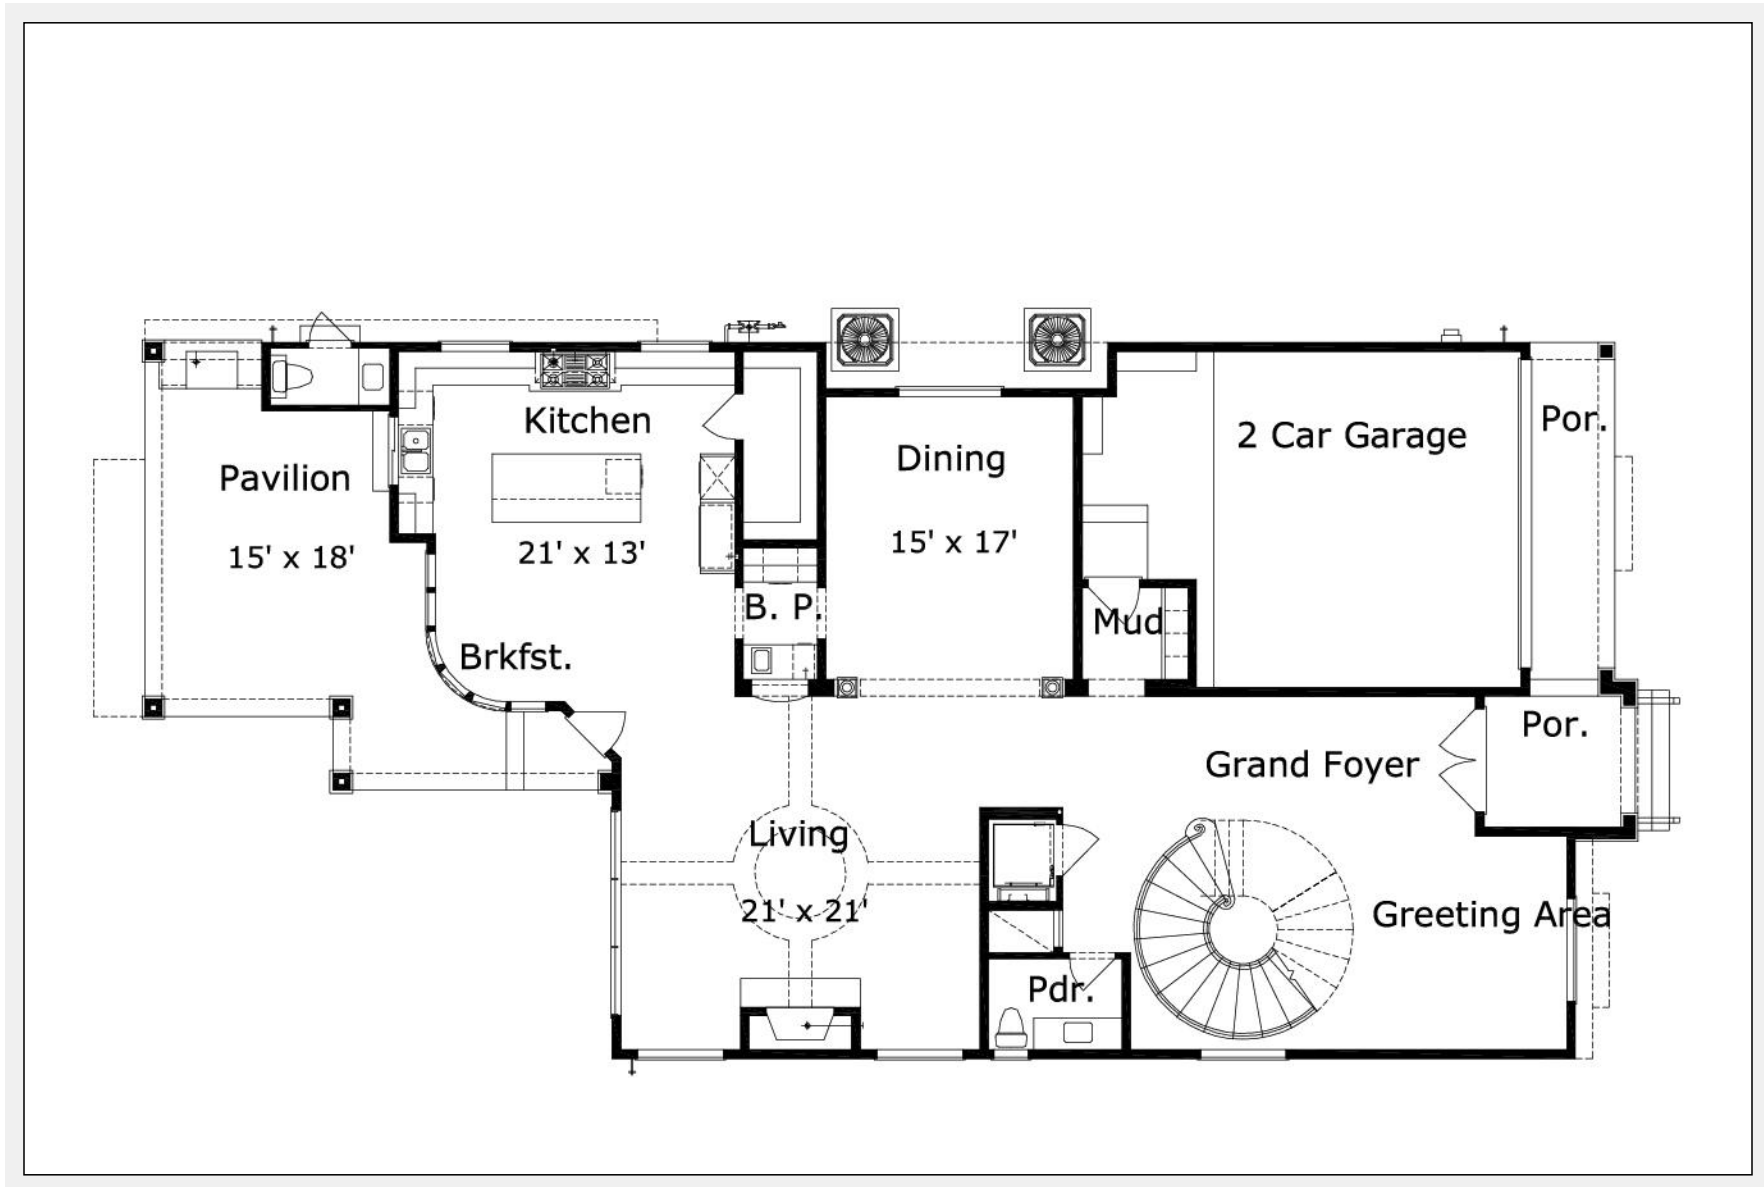 Kitchen
21' x 13'
Pavilion
15' x 18'
Brkfst.
B. P.
Dining
15' x 17'
Mud
2 Car Garage
Por.
Por.
Grand Foyer
Living
21' x 21'
Greeting Area
Pdr.